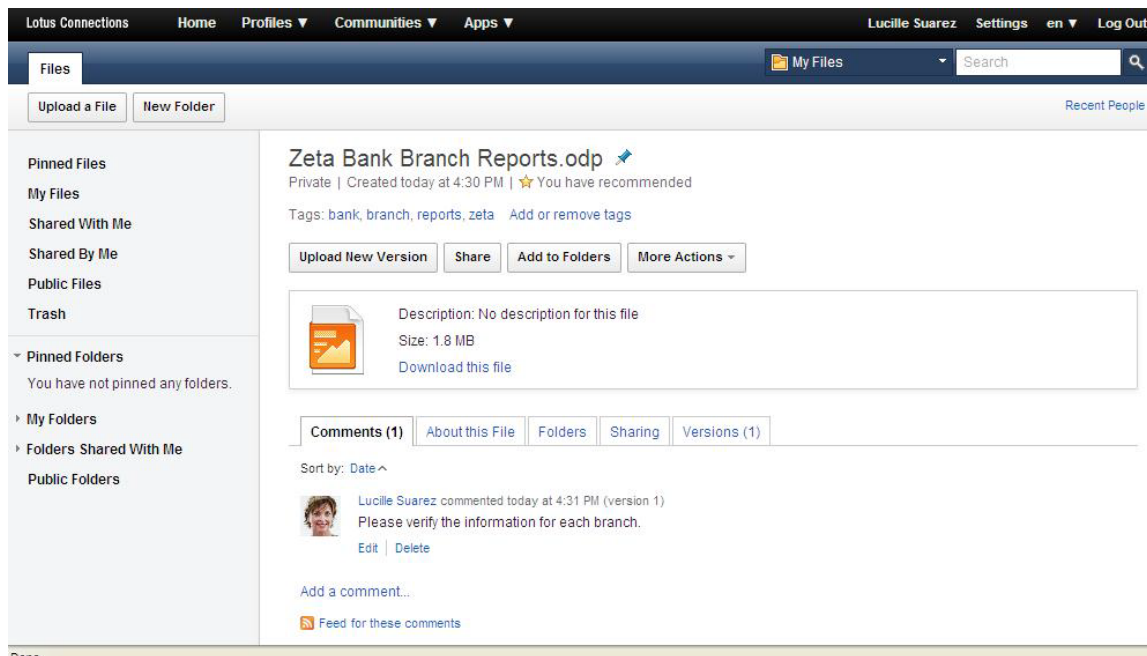 Lotus Connections Home Profiles ▼ Communities ▼ Apps ▼ Lucille Suarez Settings en ▼ Log Out
Files My Files Search
Upload a File New Folder Recent People
Pinned Files
My Files
Shared With Me
Shared By Me
Public Files
Trash
Pinned Folders
You have not pinned any folders.
My Folders
Folders Shared With Me
Public Folders
Zeta Bank Branch Reports.odp
Private | Created today at 4:30 PM | You have recommended
Tags: bank, branch, reports, zeta Add or remove tags
Upload New Version Share Add to Folders More Actions
Description: No description for this file
Size: 1.8 MB
Download this file
Comments (1) About this File Folders Sharing Versions (1)
Sort by: Date
Lucille Suarez commented today at 4:31 PM (version 1)
Please verify the information for each branch.
Edit | Delete
Add a comment...
Feed for these comments